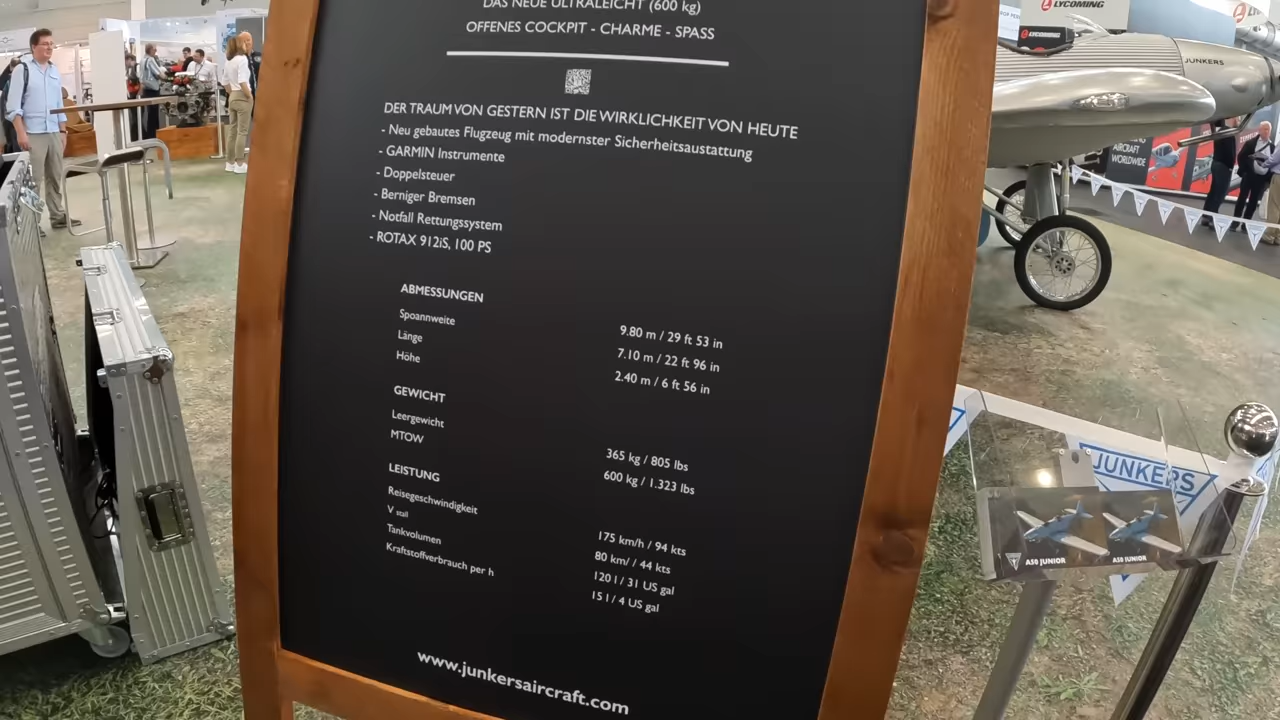 DAS NEUE ULTRALEICHT (600 kg)
OFFENES COCKPIT - CHARME - SPASS
DER TRAUM VON GESTERN IST DIE WIRKLICHKEIT VON HEUTE
- Neu gebautes Flugzeug mit modernster Sicherheitsaustattung
- GARMIN Instrumente
- Doppelsteuer
- Berniger Bremsen
- Notfall Rettungssystem
- ROTAX 912iS, 100 PS
ABMESSUNGEN
Spoannweite 9.80 m / 29 ft 53 in
Länge 7.10 m / 22 ft 96 in
Höhe 2.40 m / 6 ft 56 in
GEWICHT
Leergewicht 365 kg / 805 lbs
MTOW 600 kg / 1.323 lbs
LEISTUNG
Reisegeschwindigkeit 175 km/h / 94 kts
V stall 80 km/ / 44 kts
Tankvolumen 120 l / 31 US gal
Kraftstoffverbrauch per h 15 l / 4 US gal
www.junkersaircraft.com
LYCOMING
LYCOMING
JUNKERS
AIRCRAFT
WORLDWIDE
JUNKERS
A50 JUNIOR
A50 JUNIOR